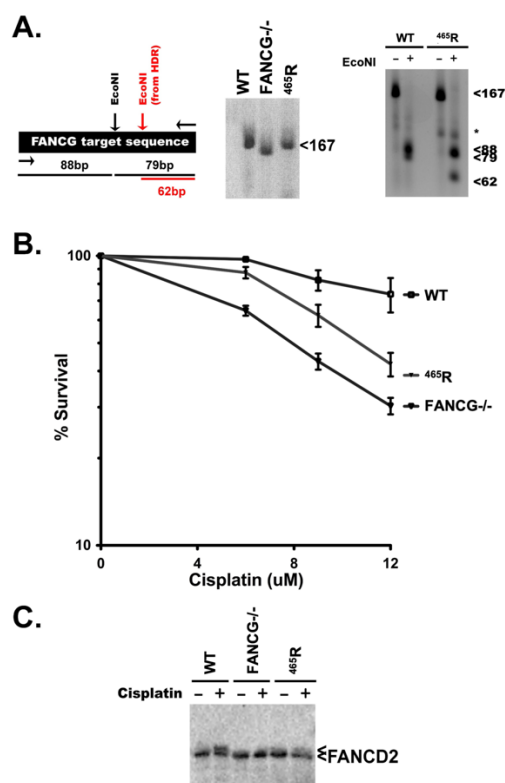 A.
EcoNI
EcoNI
(from HDR)
FANCG target sequence
88bp 79bp
62bp
WT
FANCG-/-
465R
<167
WT 465R
EcoNI - + - +
<167
*
<88
<79
<62
B.
100
10
% Survival
0 4 8 12
Cisplatin (uM)
WT
465R
FANCG-/-
C.
WT
FANCG-/-
465R
Cisplatin - + - + - +
<FANCD2